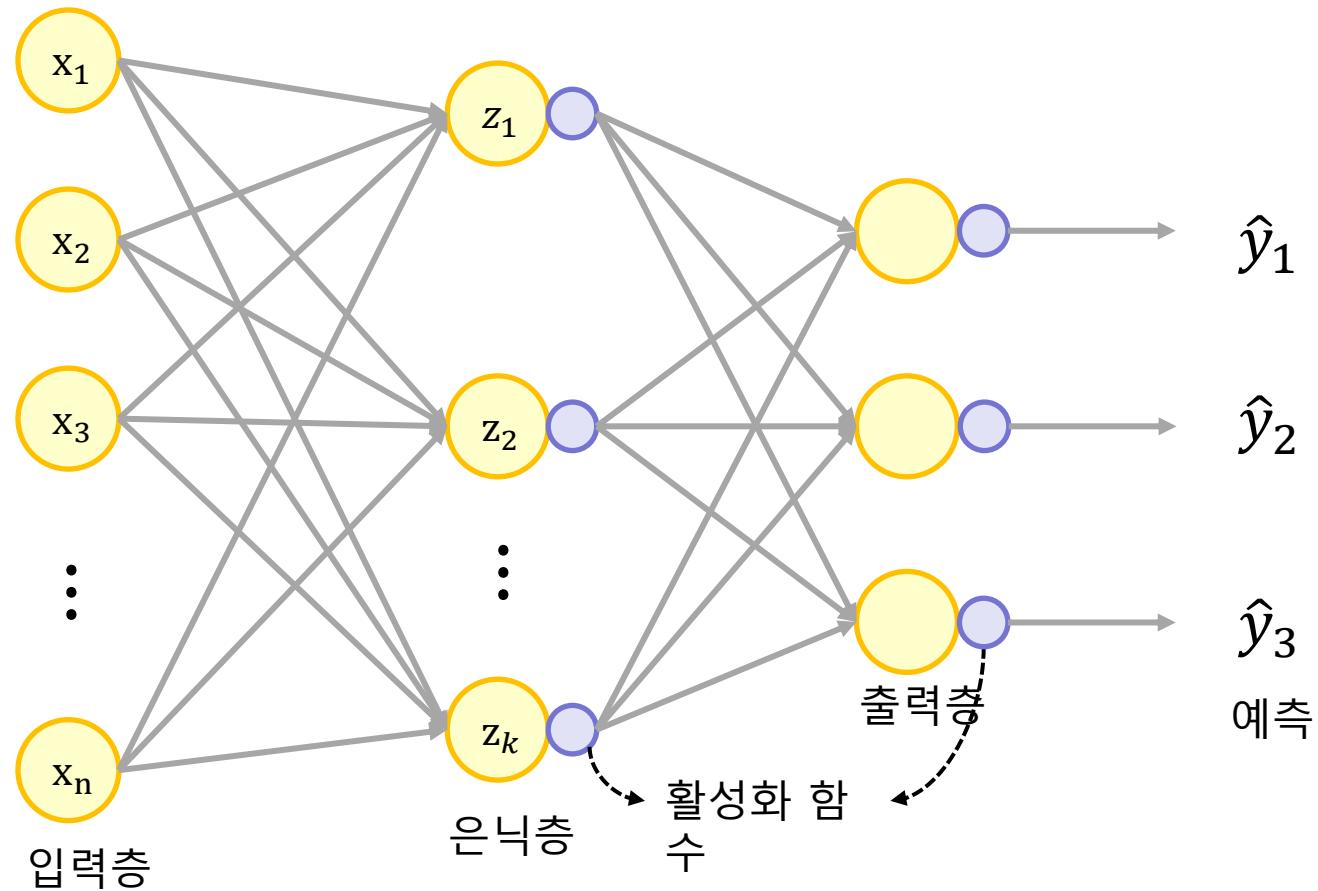 x₁
x₂
x₃
⋮
xₙ
입력층
z₁
z₂
⋮
zₖ
은닉층
출력층
활성화 함
수
ŷ₁
ŷ₂
ŷ₃
예측